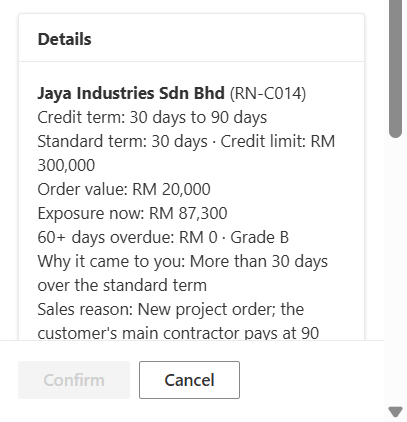 Details
Jaya Industries Sdn Bhd (RN-C014)
Credit term: 30 days to 90 days
Standard term: 30 days · Credit limit: RM
300,000
Order value: RM 20,000
Exposure now: RM 87,300
60+ days overdue: RM 0 · Grade B
Why it came to you: More than 30 days
over the standard term
Sales reason: New project order; the
customer's main contractor pays at 90
Confirm Cancel